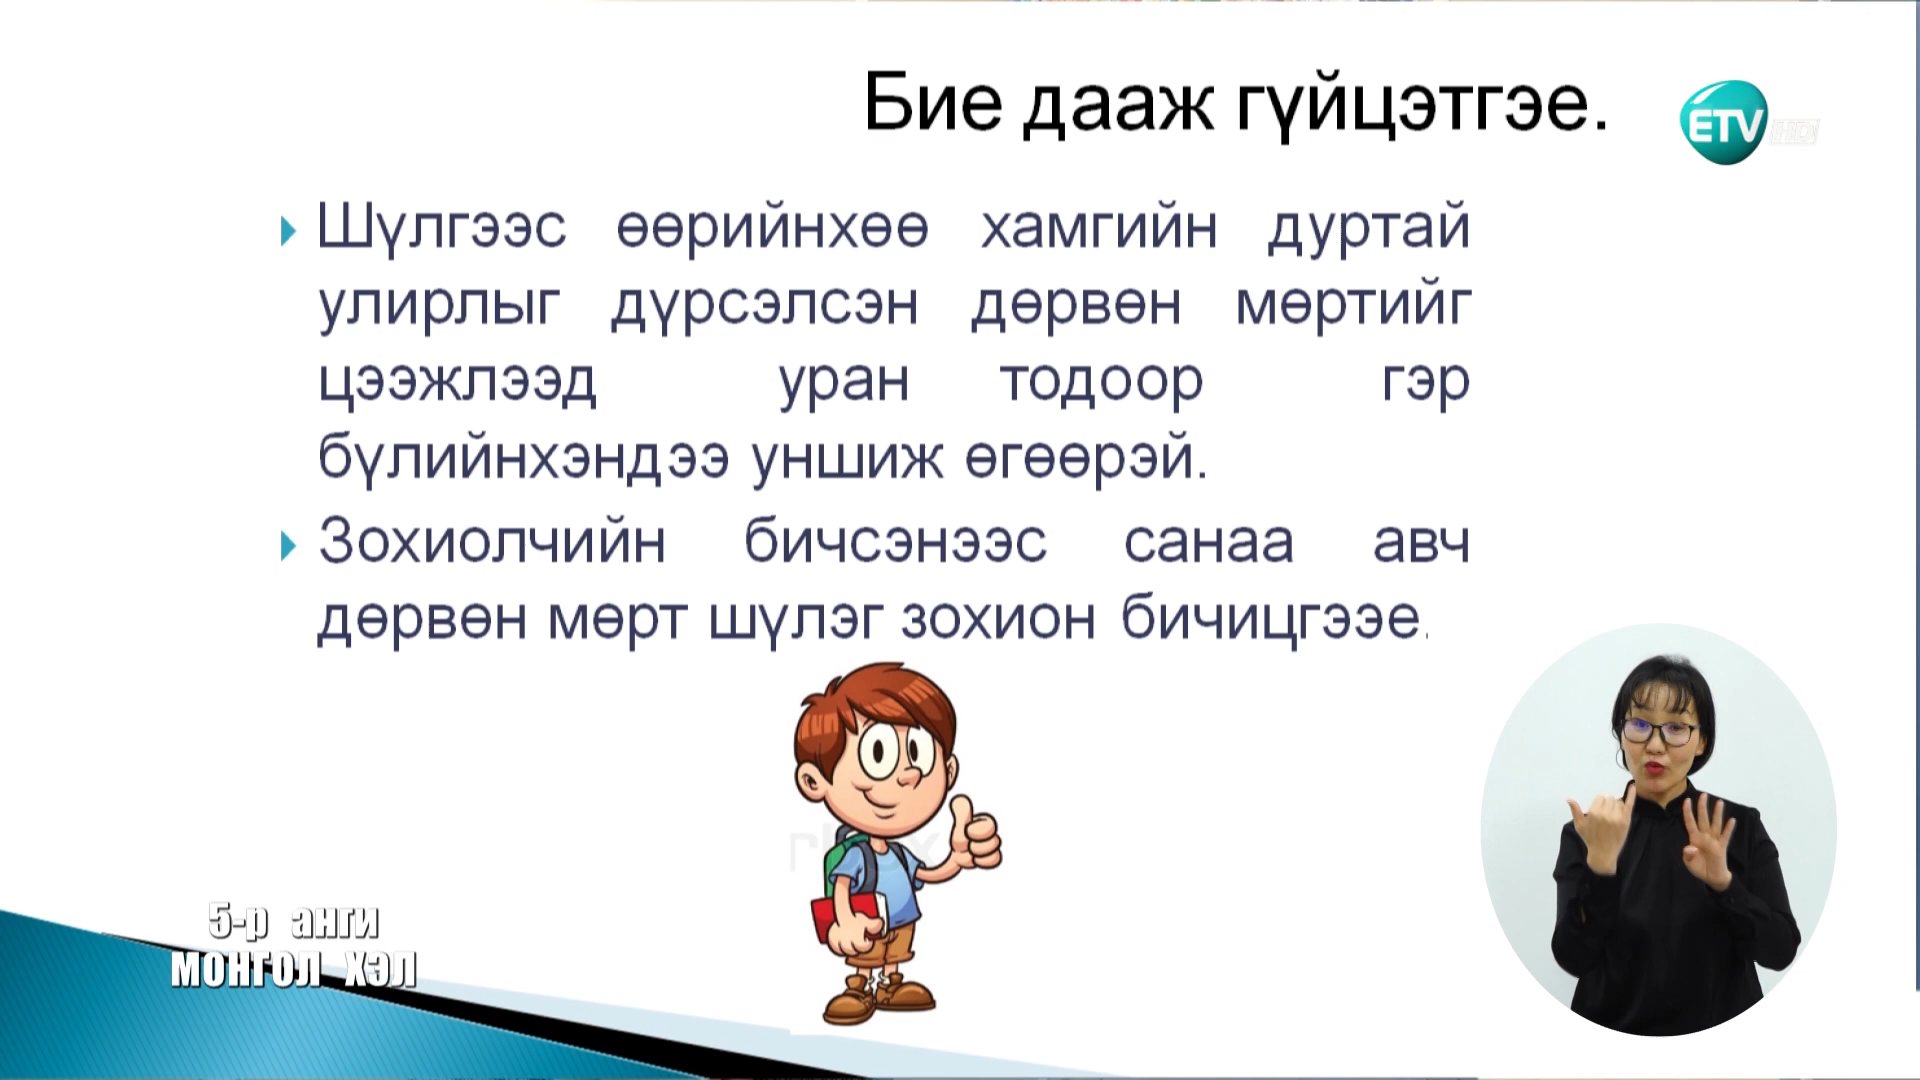 Бие дааж гүйцэтгэе.
ETV HD
Шүлгээс өөрийнхөө хамгийн дуртай
улирлыг дүрсэлсэн дөрвөн мөртийг
цээжлээд уран тодоор гэр
бүлийнхэндээ уншиж өгөөрэй.
Зохиолчийн бичсэнээс санаа авч
дөрвөн мөрт шүлэг зохион бичицгээе.
5-р анги
МОНГОЛ ХЭЛ